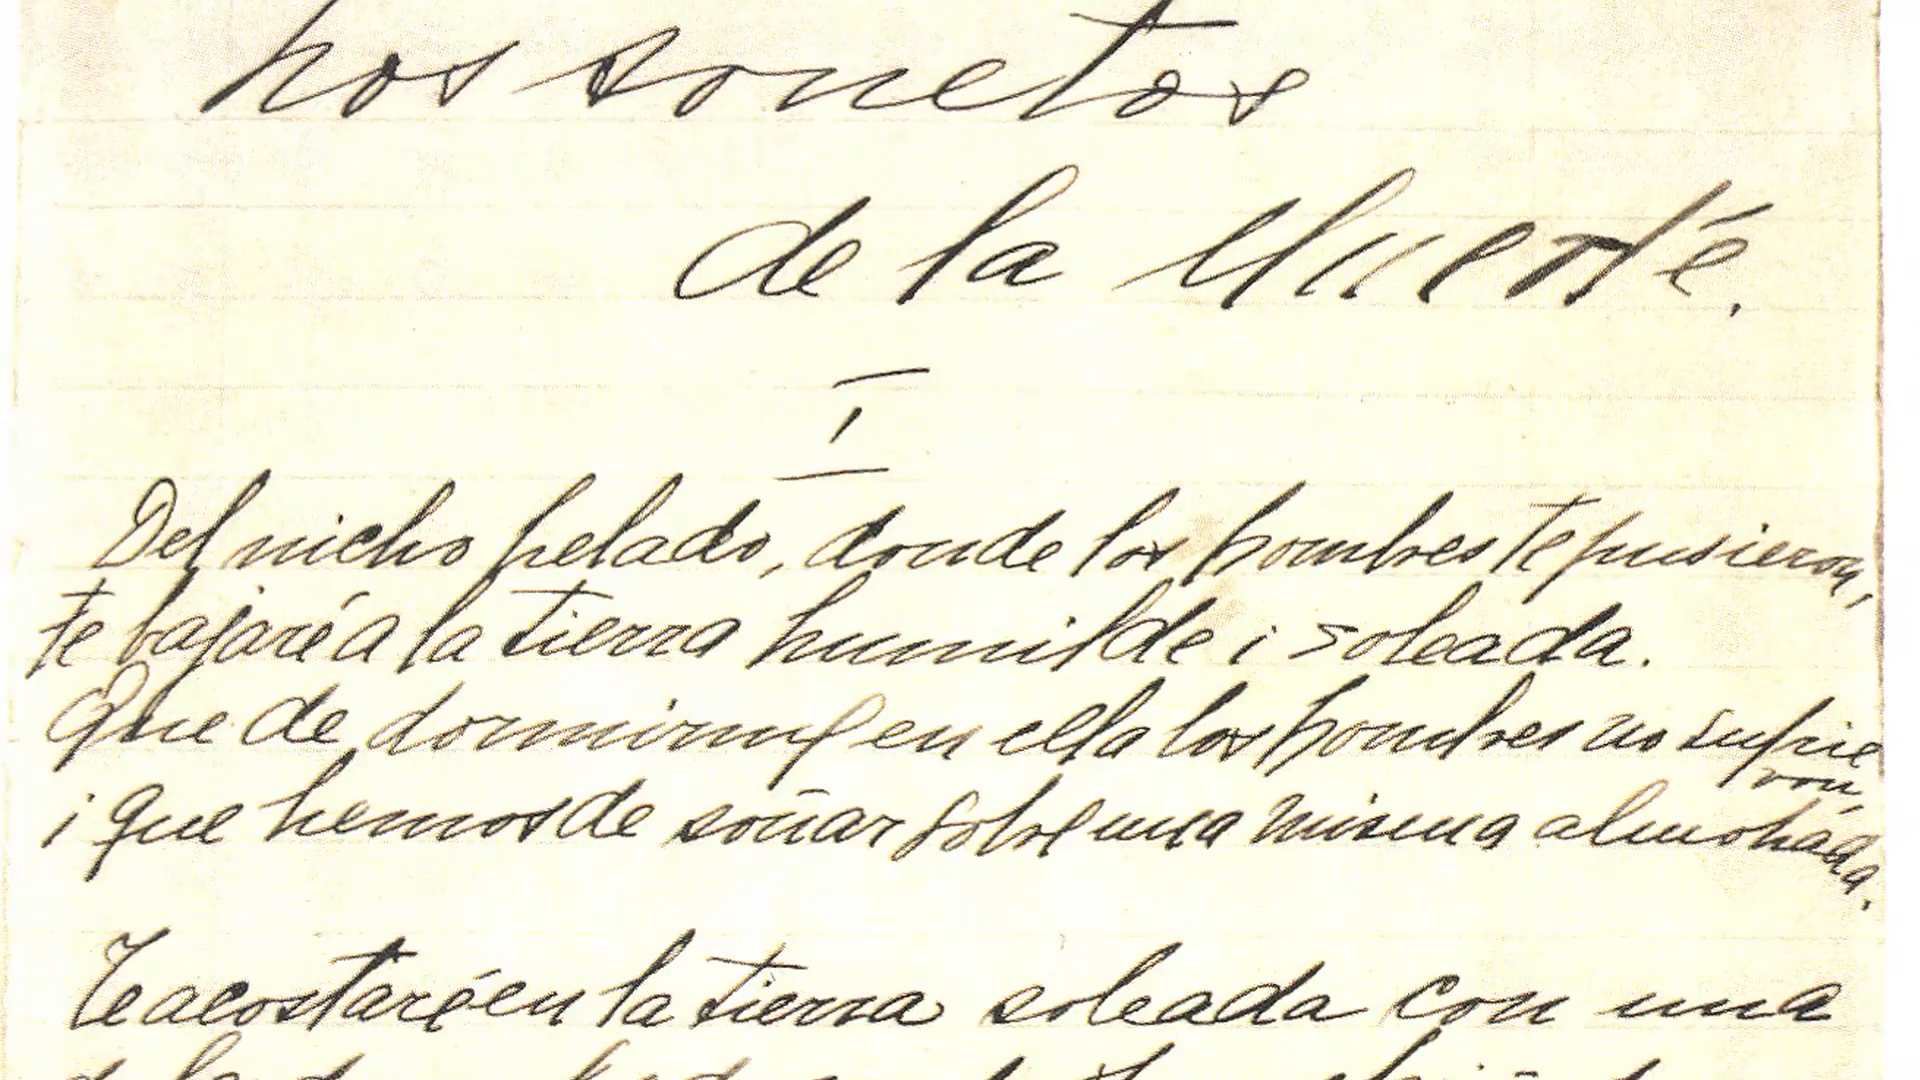 Los sonetos
de la Muerte.
I
Del nicho helado, donde los hombres te pusieron,
te bajaré a la tierra humilde i soleada.
Que de dormirme en ella los hombres no supie
ron,
i que hemos de soñar sobre una misma almohada.
Te acostaré en la tierra soleada con una